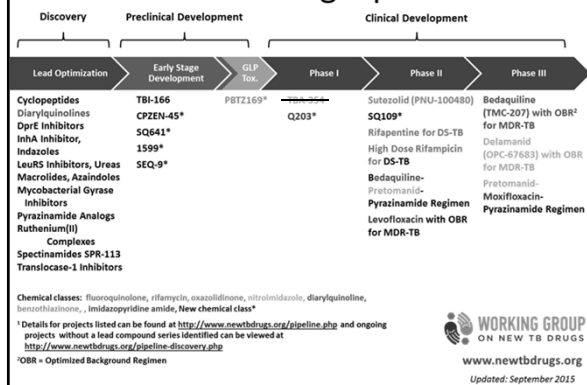 Discovery
Preclinical Development
Clinical Development
Lead Optimization
Early Stage
Development
GLP
Tox.
Phase I
Phase II
Phase III
Cyclopeptides
Diarylquinolines
DprE Inhibitors
InhA Inhibitor,
Indazoles
LeuRS Inhibitors, Ureas
Macrolides, Azaindoles
Mycobacterial Gyrase
Inhibitors
Pyrazinamide Analogs
Ruthenium(II)
Complexes
Spectinamides SPR-113
Translocase-1 Inhibitors
TBI-166
CPZEN-45*
SQ641*
1599*
SEQ-9*
PBTZ169*
TBA-354
Q203*
Sutezolid (PNU-100480)
SQ109*
Rifapentine for DS-TB
High Dose Rifampicin
for DS-TB
Bedaquiline-
Pretomanid-
Pyrazinamide Regimen
Levofloxacin with OBR
for MDR-TB
Bedaquiline
(TMC-207) with OBR²
for MDR-TB
Delamanid
(OPC-67683) with OBR
for MDR-TB
Pretomanid-
Moxifloxacin-
Pyrazinamide Regimen
Chemical classes: fluoroquinolone, rifamycin, oxazolidinone, nitroimidazole, diarylquinoline,
benzothiazinone, , imidazopyridine amide, New chemical class*
¹ Details for projects listed can be found at http://www.newtbdrugs.org/pipeline.php and ongoing
projects without a lead compound series identified can be viewed at
http://www.newtbdrugs.org/pipeline-discovery.php
²OBR = Optimized Background Regimen
WORKING GROUP
ON NEW TB DRUGS
www.newtbdrugs.org
Updated: September 2015